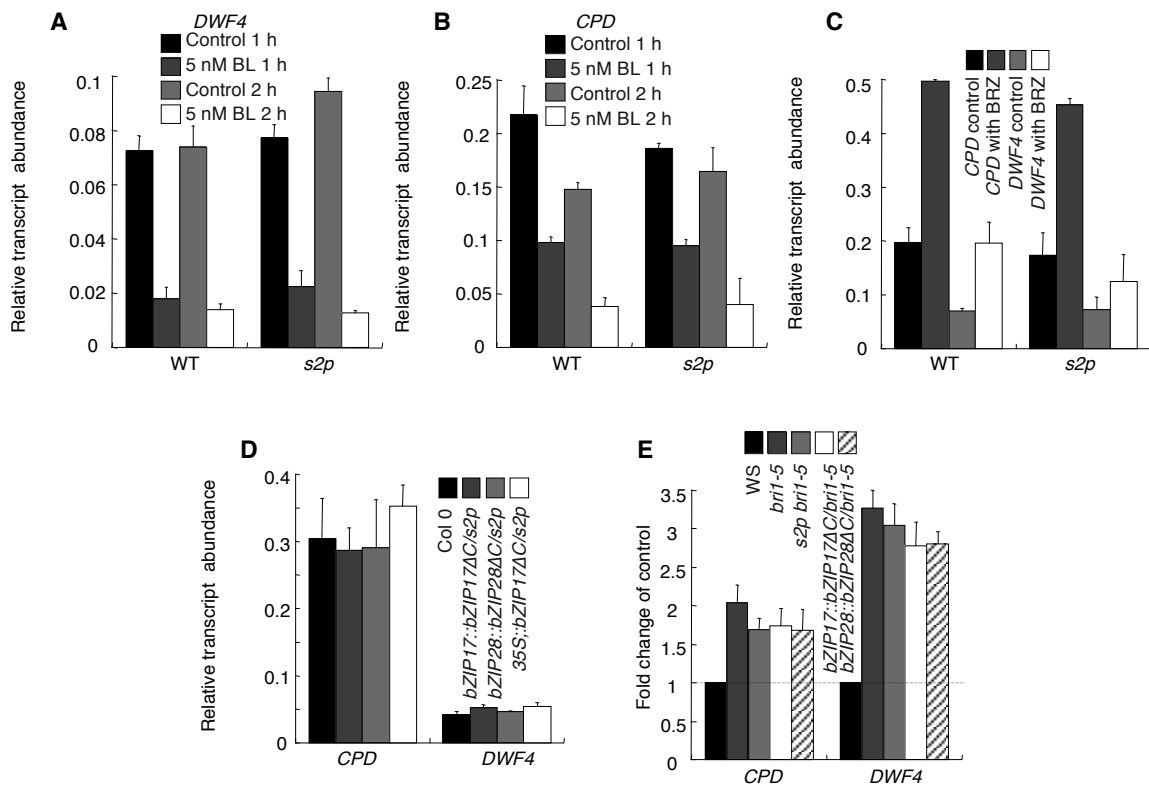 A
DWF4
Control 1 h
5 nM BL 1 h
Control 2 h
5 nM BL 2 h
Relative transcript abundance
0.1
0.08
0.06
0.04
0.02
0
WT
s2p
B
CPD
Control 1 h
5 nM BL 1 h
Control 2 h
5 nM BL 2 h
Relative transcript abundance
0.25
0.2
0.15
0.1
0.05
0
WT
s2p
C
CPD control
CPD with BRZ
DWF4 control
DWF4 with BRZ
Relative transcript abundance
0.5
0.4
0.3
0.2
0.1
0
WT
s2p
D
Col 0
bZIP17::bZIP17ΔC/s2p
bZIP28::bZIP28ΔC/s2p
35S;:bZIP17ΔC/s2p
Relative transcript abundance
0.4
0.3
0.2
0.1
0
CPD
DWF4
E
WS
bri1-5
s2p bri1-5
bZIP17::bZIP17ΔC/bri1-5
bZIP28::bZIP28ΔC/bri1-5
Fold change of control
3.5
3
2.5
2
1.5
1
0.5
0
CPD
DWF4